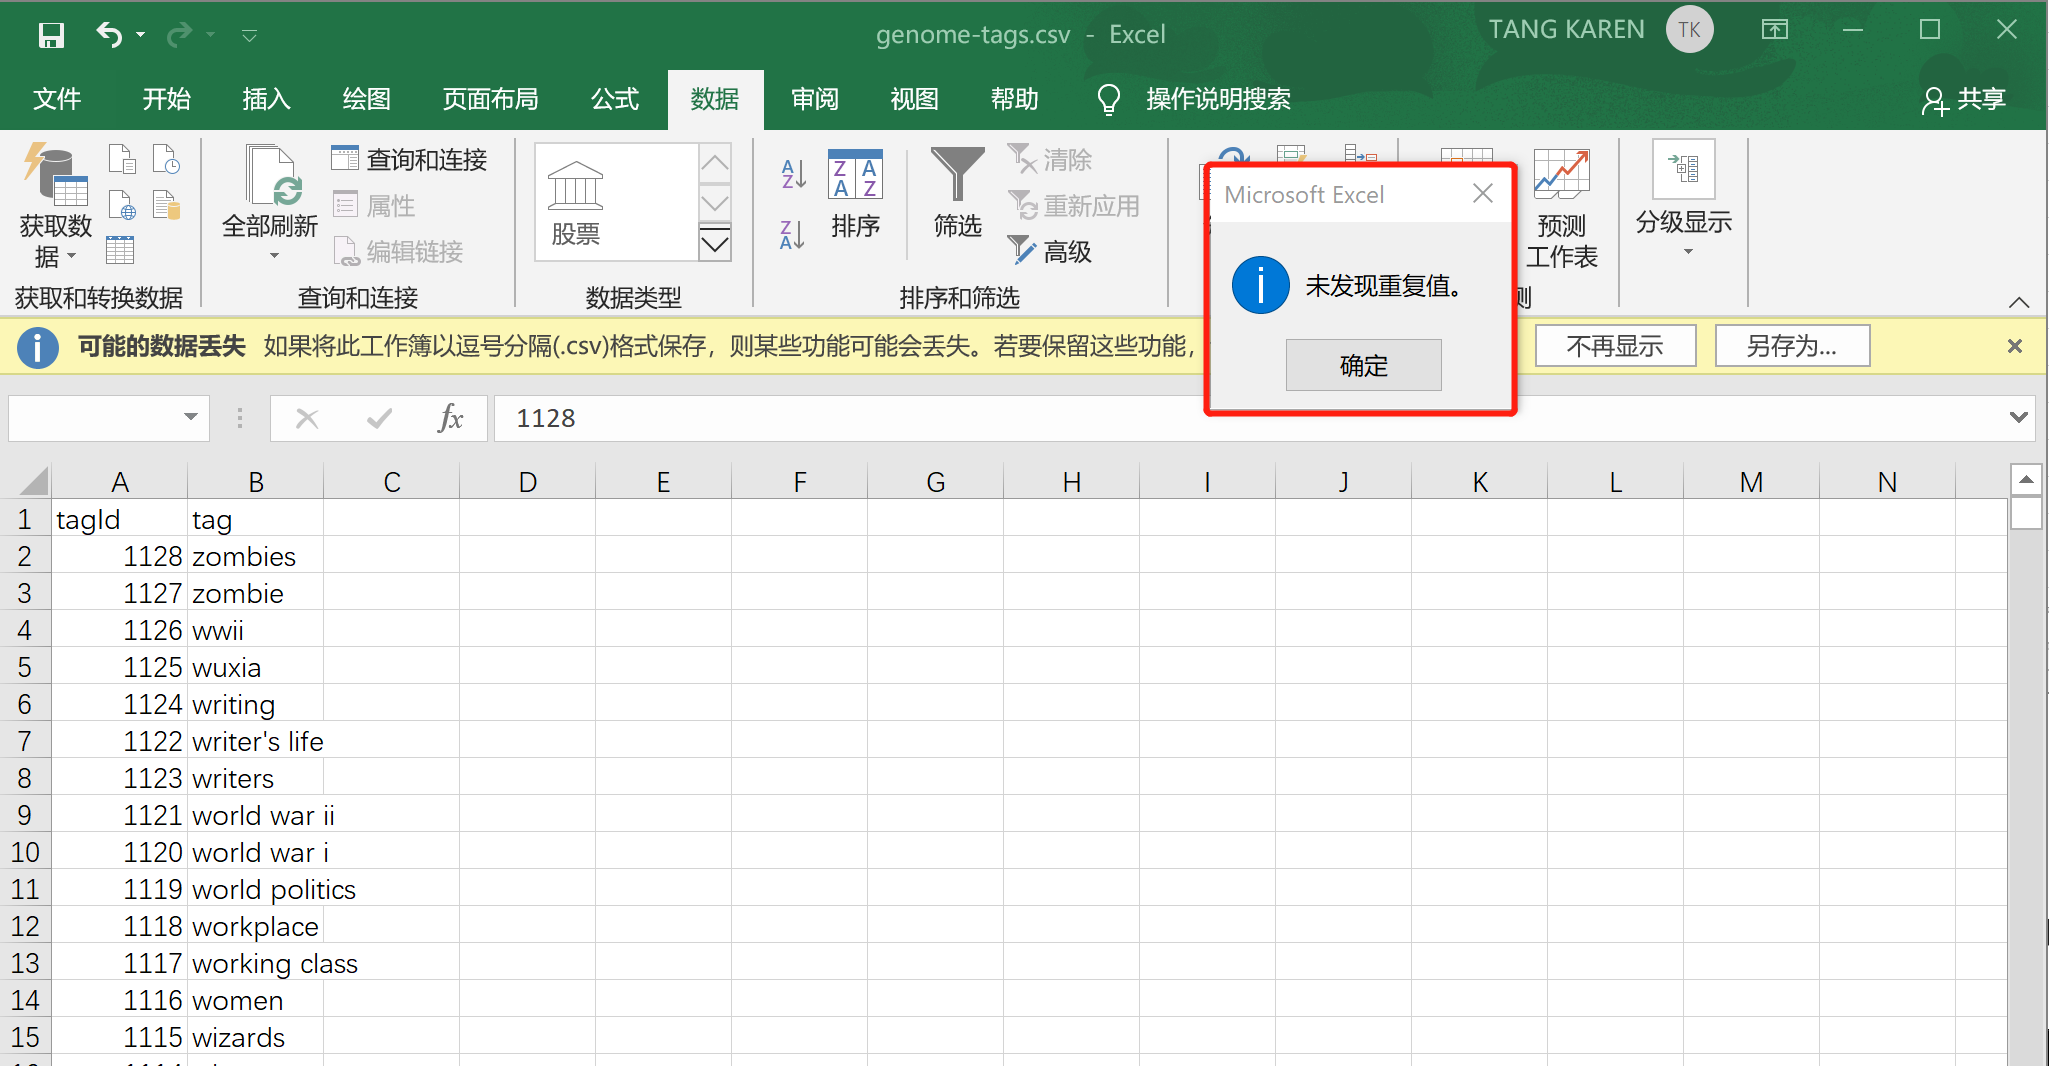 genome-tags.csv - Excel
TANG KAREN TK
文件 开始 插入 绘图 页面布局 公式 数据 审阅 视图 帮助 操作说明搜索 共享
获取数据
获取和转换数据
全部刷新
查询和连接
属性
编辑链接
查询和连接
股票
数据类型
排序
筛选
清除
重新应用
高级
排序和筛选
预测
工作表
分级显示
Microsoft Excel
未发现重复值。
确定
可能的数据丢失 如果将此工作簿以逗号分隔(.csv)格式保存，则某些功能可能会丢失。若要保留这些功能，
不再显示 另存为...
fx 1128
A B C D E F G H I J K L M N
1 tagId tag
2 1128 zombies
3 1127 zombie
4 1126 wwii
5 1125 wuxia
6 1124 writing
7 1122 writer's life
8 1123 writers
9 1121 world war ii
10 1120 world war i
11 1119 world politics
12 1118 workplace
13 1117 working class
14 1116 women
15 1115 wizards